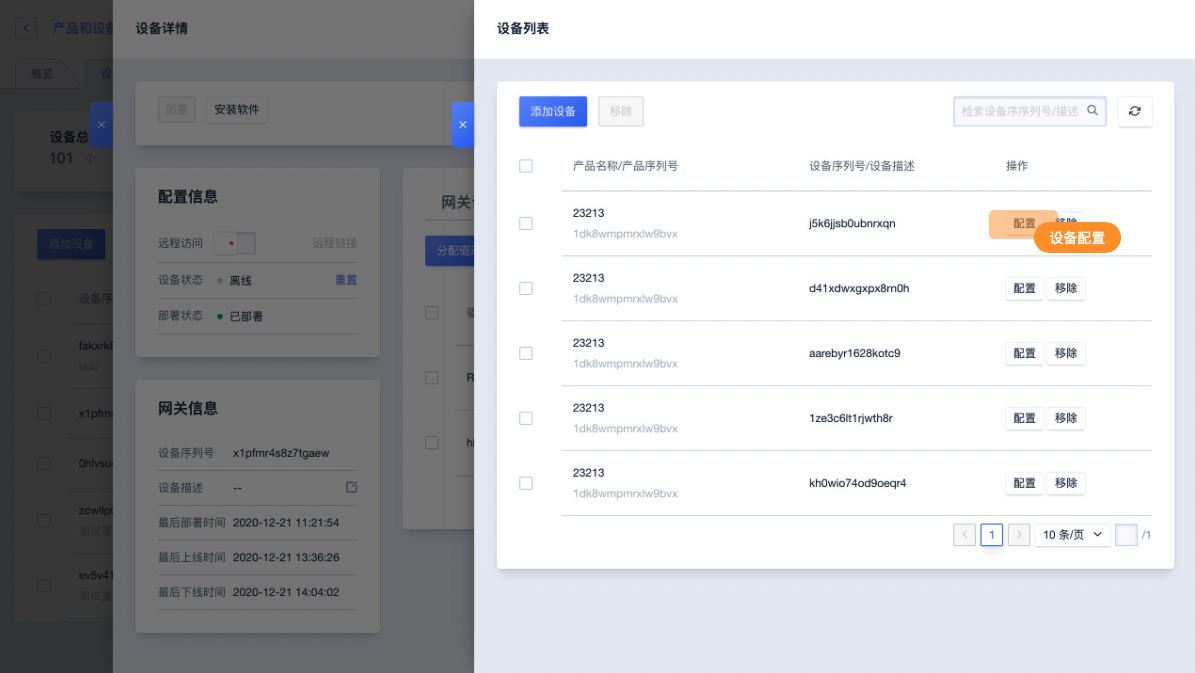 产品和设备
概览
设备总
101
添加设备
设备序
fakxrk
ddd
x1pfmr
0hlvsu
zcwllp
测试重
ev5v41
测试重
设备详情
部署
安装软件
配置信息
远程访问
远程链接
设备状态 离线 重置
部署状态 已部署
网关信息
设备序列号 x1pfmr4s8z7tgaew
设备描述 --
最后部署时间 2020-12-21 11:21:54
最后上线时间 2020-12-21 13:36:26
最后下线时间 2020-12-21 14:04:02
网关
分配驱动
设备列表
添加设备
移除
检索设备序序列号/描述
产品名称/产品序列号 设备序列号/设备描述 操作
23213
1dk8wmpmrxlw9bvx
j5k6jjsb0ubnrxqn
配置 移除
设备配置
23213
1dk8wmpmrxlw9bvx
d41xdwxgxpx8rn0h
配置 移除
23213
1dk8wmpmrxlw9bvx
aarebyr1628kotc9
配置 移除
23213
1dk8wmpmrxlw9bvx
1ze3c6lt1rjwth8r
配置 移除
23213
1dk8wmpmrxlw9bvx
kh0wio74od9oeqr4
配置 移除
1 10 条/页 /1